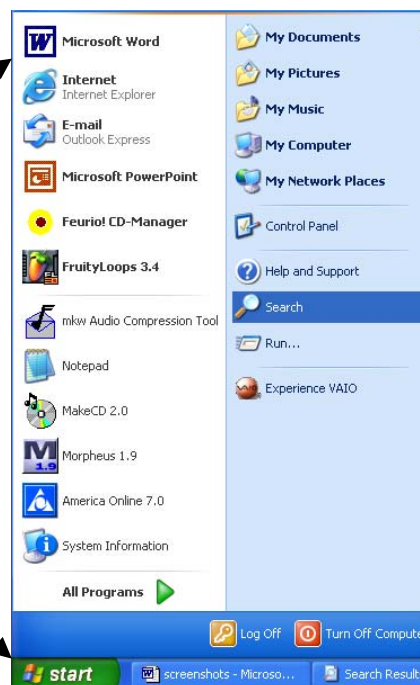 Microsoft Word
Internet
Internet Explorer
E-mail
Outlook Express
Microsoft PowerPoint
Feurio! CD-Manager
FruityLoops 3.4
mkw Audio Compression Tool
Notepad
MakeCD 2.0
Morpheus 1.9
America Online 7.0
System Information
All Programs
My Documents
My Pictures
My Music
My Computer
My Network Places
Control Panel
Help and Support
Search
Run...
Experience VAIO
Log Off
Turn Off Compute
start
screenshots - Microso...
Search Result